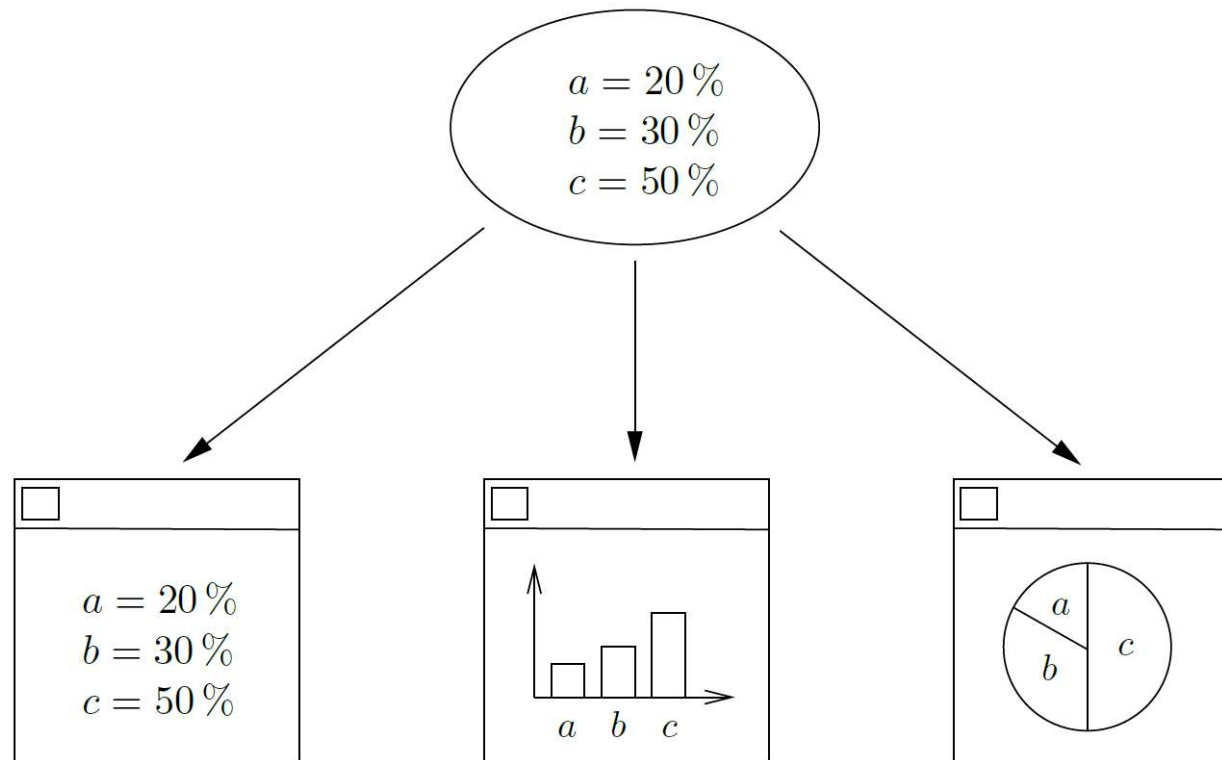 a = 20 %
b = 30 %
c = 50 %
a = 20 %
b = 30 %
c = 50 %
a b c
a
b
c